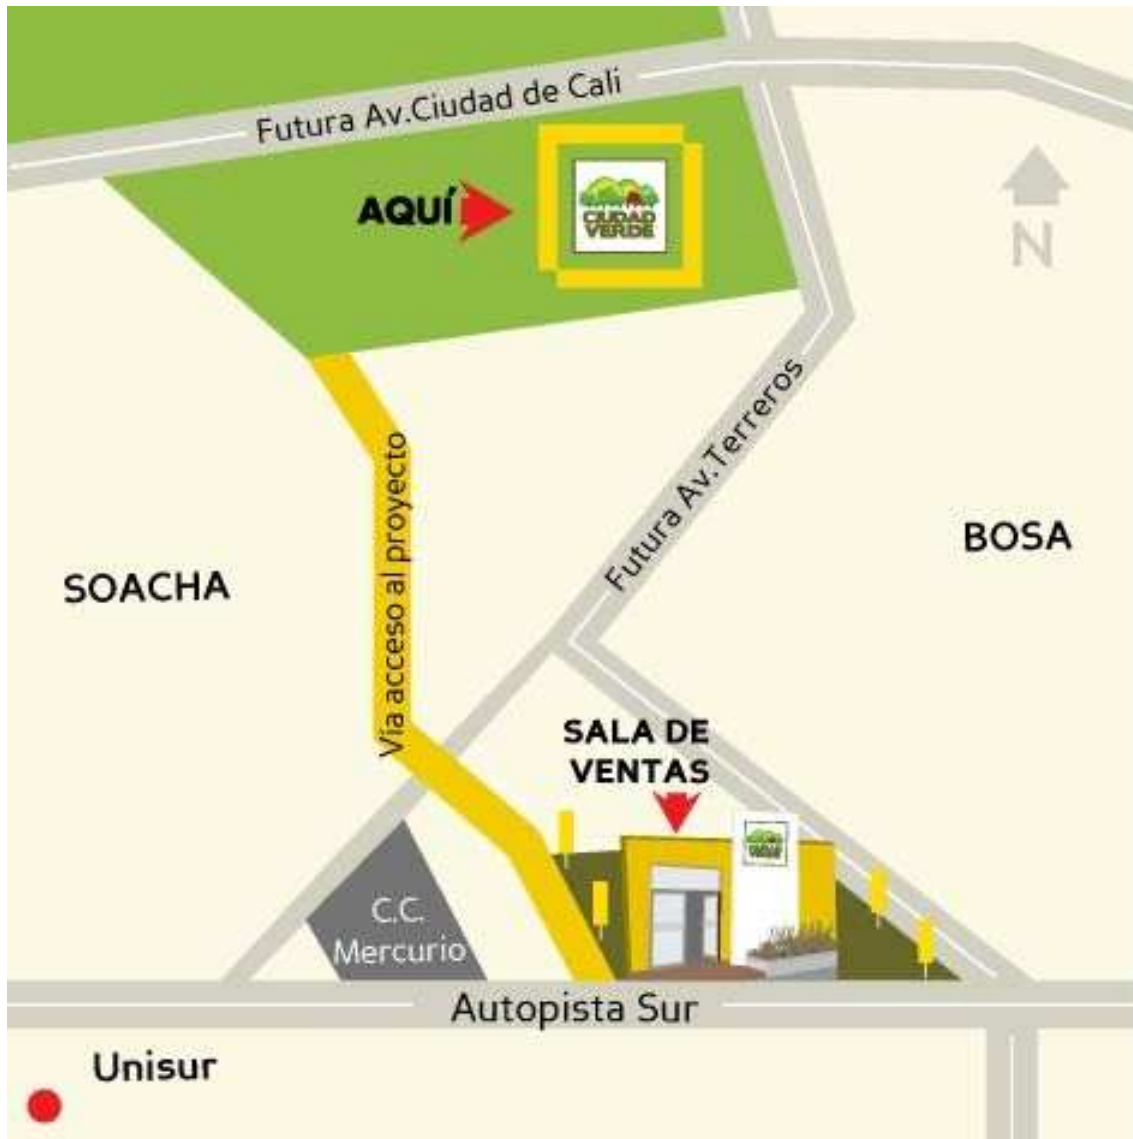 Futura Av.Ciudad de Cali
AQUÍ
CIUDAD
VERDE
N
Futura Av.Terreros
Vía acceso al proyecto
BOSA
SOACHA
SALA DE
VENTAS
C.C.
Mercurio
Autopista Sur
Unisur